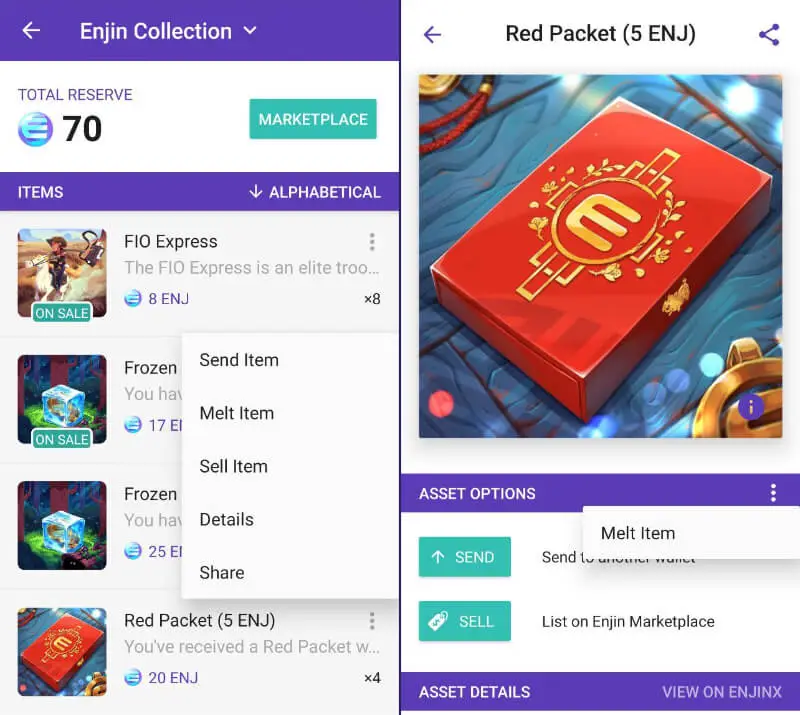 Enjin Collection
TOTAL RESERVE
70
MARKETPLACE
ITEMS
ALPHABETICAL
FIO Express
The FIO Express is an elite troo...
8 ENJ
×8
ON SALE
Frozen
You hav
17 E
ON SALE
Frozen
You hav
25 E
Send Item
Melt Item
Sell Item
Details
Share
Red Packet (5 ENJ)
You've received a Red Packet w...
20 ENJ
×4
Red Packet (5 ENJ)
ASSET OPTIONS
Melt Item
SEND
Send to another wallet
SELL
List on Enjin Marketplace
ASSET DETAILS
VIEW ON ENJINX